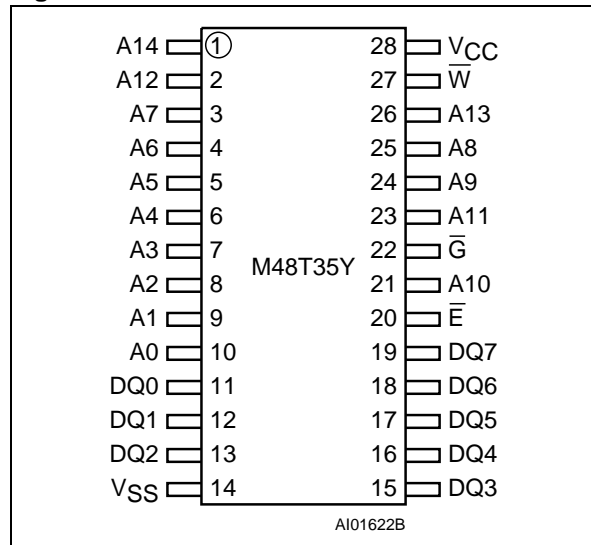 A14 1 28 VCC
A12 2 27 W̅
A7 3 26 A13
A6 4 25 A8
A5 5 24 A9
A4 6 23 A11
A3 7 22 G̅
A2 8 M48T35Y 21 A10
A1 9 20 E̅
A0 10 19 DQ7
DQ0 11 18 DQ6
DQ1 12 17 DQ5
DQ2 13 16 DQ4
VSS 14 15 DQ3
AI01622B